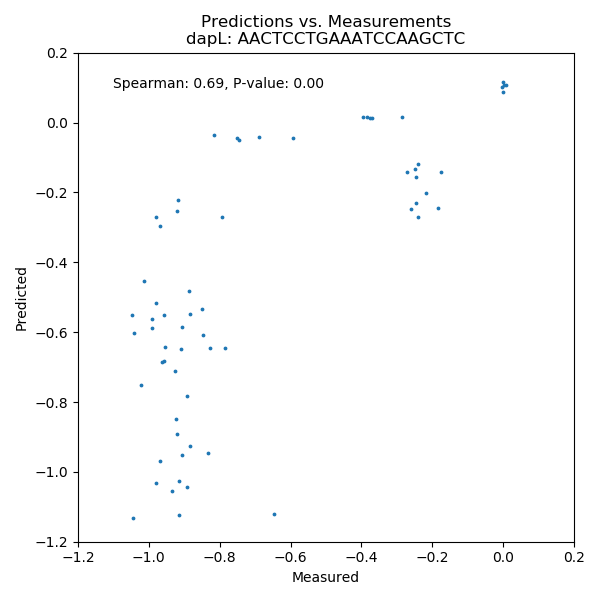 Predictions vs. Measurements
dapL: AACTCCTGAAATCCAAGCTC
0.2
Spearman: 0.69, P-value: 0.00
0.0
−0.2
−0.4
Predicted
−0.6
−0.8
−1.0
−1.2
−1.2 −1.0 −0.8 −0.6 −0.4 −0.2 0.0 0.2
Measured